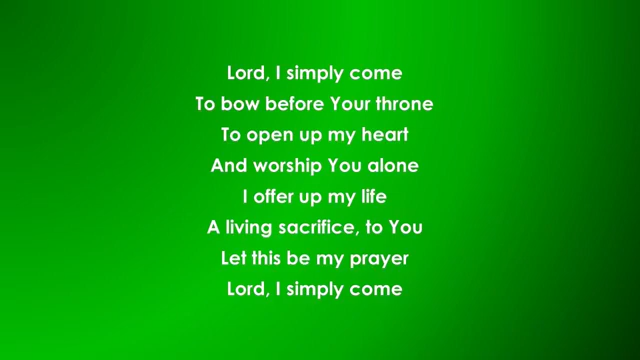 Lord, I simply come
To bow before Your throne
To open up my heart
And worship You alone
I offer up my life
A living sacrifice, to You
Let this be my prayer
Lord, I simply come